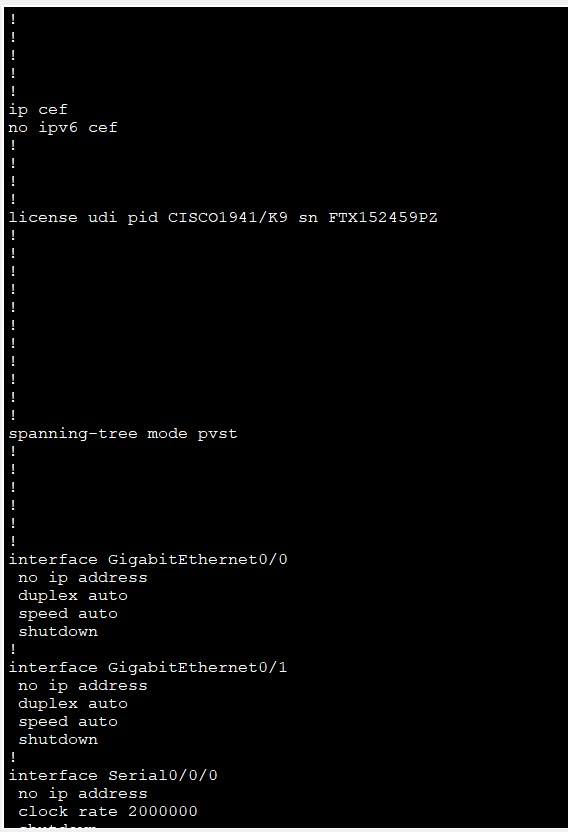 !
!
!
!
!
ip cef
no ipv6 cef
!
!
!
!
license udi pid CISCO1941/K9 sn FTX152459PZ
!
!
!
!
!
!
!
!
!
!
!
spanning-tree mode pvst
!
!
!
!
!
!
interface GigabitEthernet0/0
 no ip address
 duplex auto
 speed auto
 shutdown
!
interface GigabitEthernet0/1
 no ip address
 duplex auto
 speed auto
 shutdown
!
interface Serial0/0/0
 no ip address
 clock rate 2000000
 shutdown